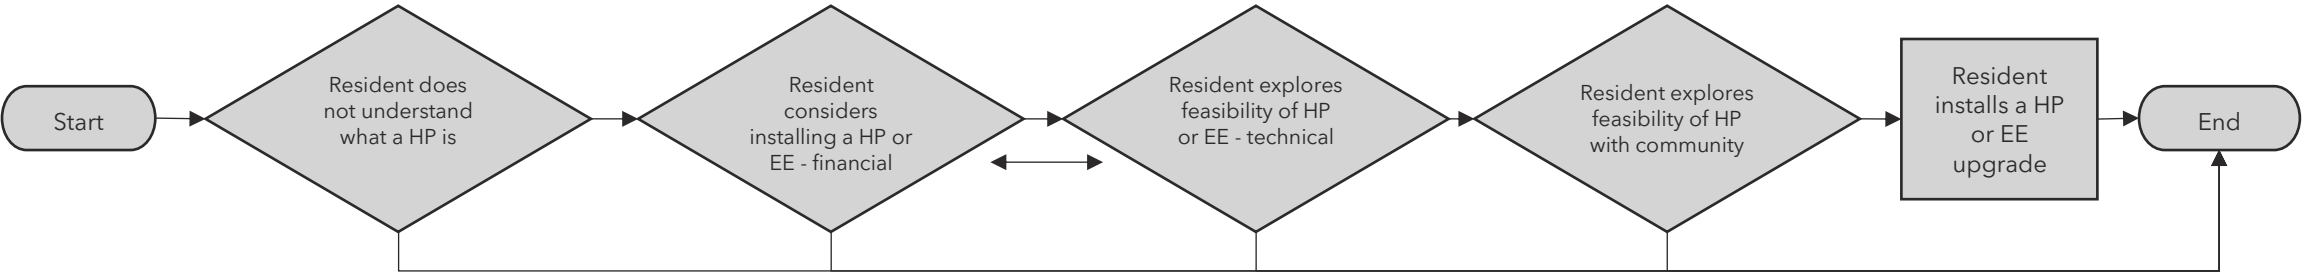 Start
Resident does
not understand
what a HP is
Resident
considers
installing a HP or
EE - financial
Resident explores
feasibility of HP
or EE - technical
Resident explores
feasibility of HP
with community
Resident
installs a HP
or EE
upgrade
End